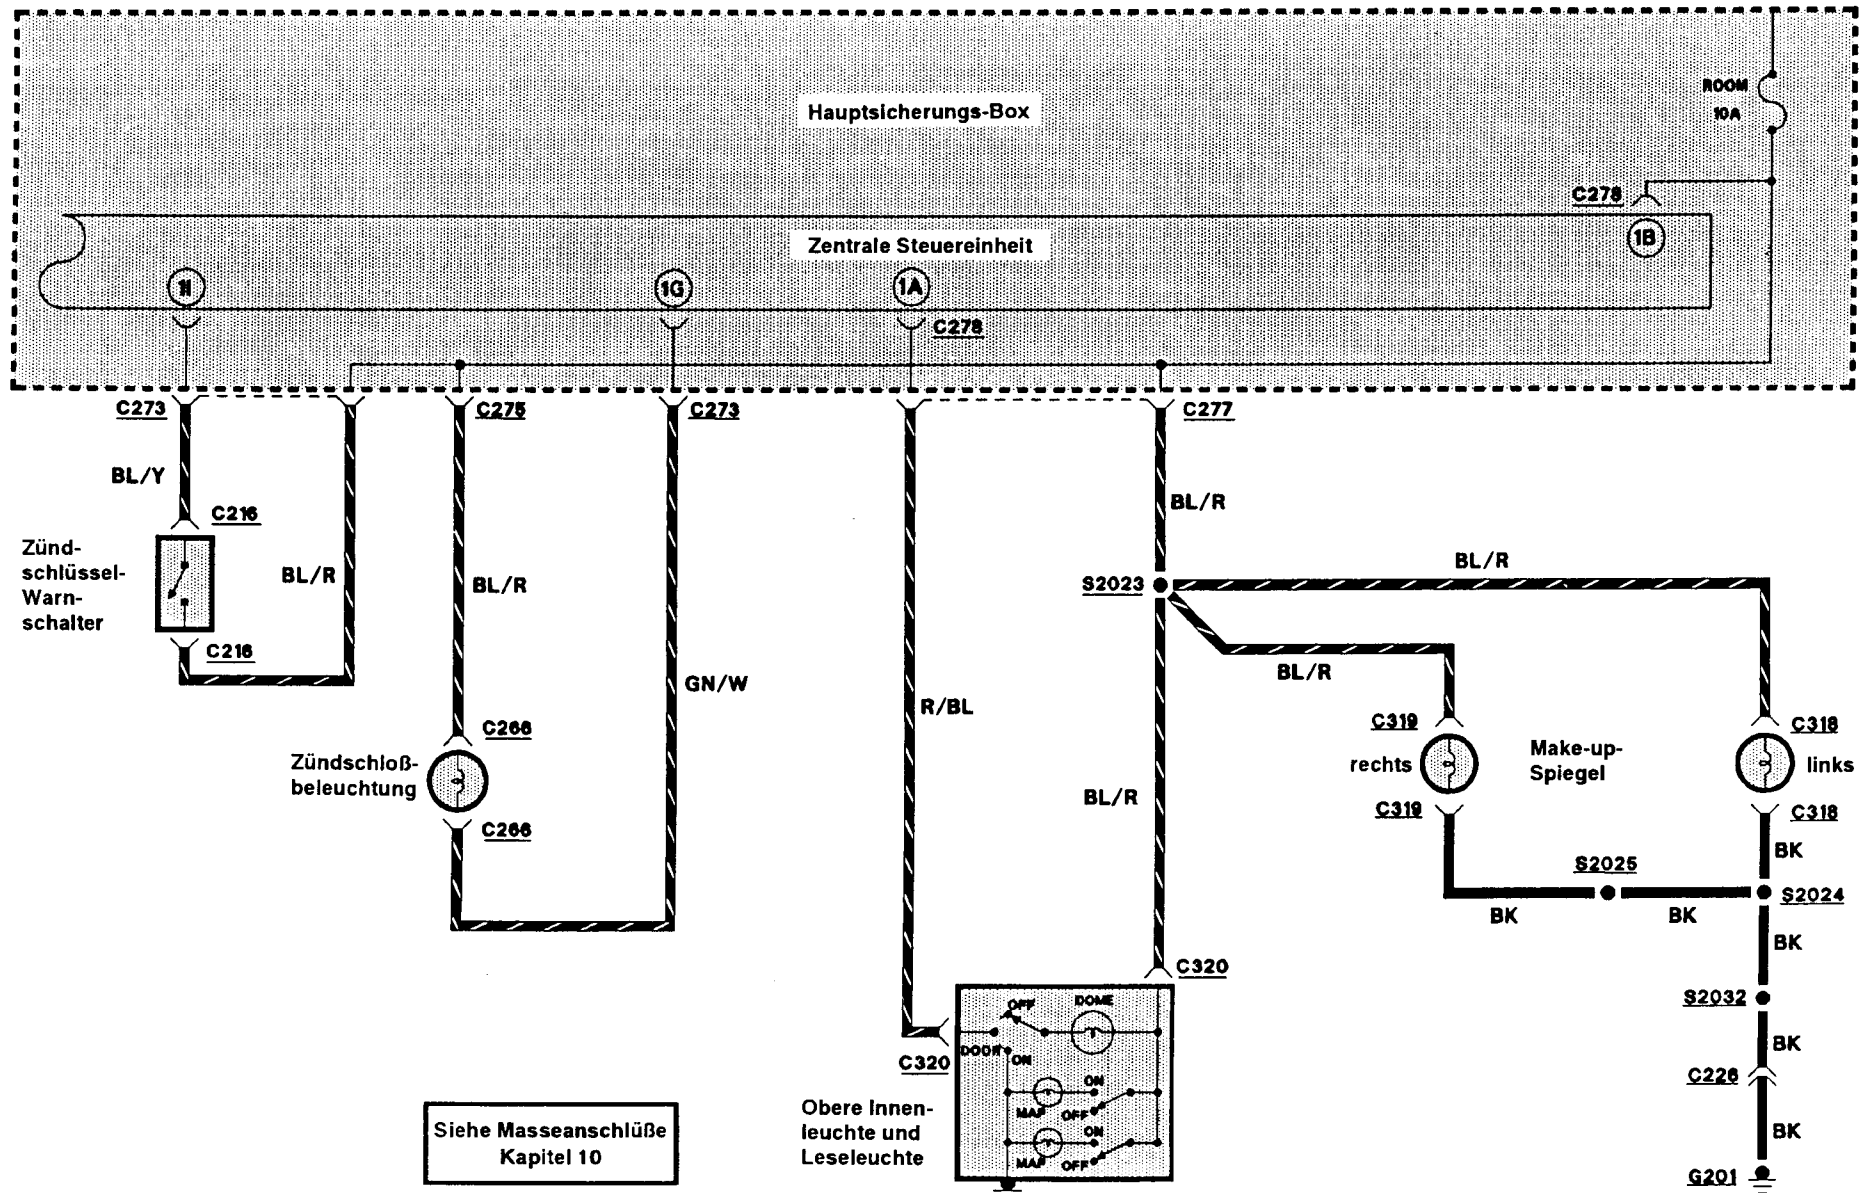 ROOM
10A
Hauptsicherungs-Box
C278
1B
Zentrale Steuereinheit
1I
1G
1A
C278
C273
C275
C273
C277
BL/Y
C216
BL/R
Zünd-
schlüssel-
Warn-
schalter
BL/R
BL/R
C216
S2023
BL/R
BL/R
GN/W
R/BL
C266
Zündschloß-
beleuchtung
C266
BL/R
C319
rechts
C319
Make-up-
Spiegel
C318
links
C318
BK
S2025
S2024
BK
BK
BK
C320
S2032
OFF
DOME
DOOR
ON
C320
BK
C226
ON
MAP
OFF
ON
MAP
OFF
Obere Innen-
leuchte und
Leseleuchte
Siehe Masseanschlüße
Kapitel 10
BK
G201